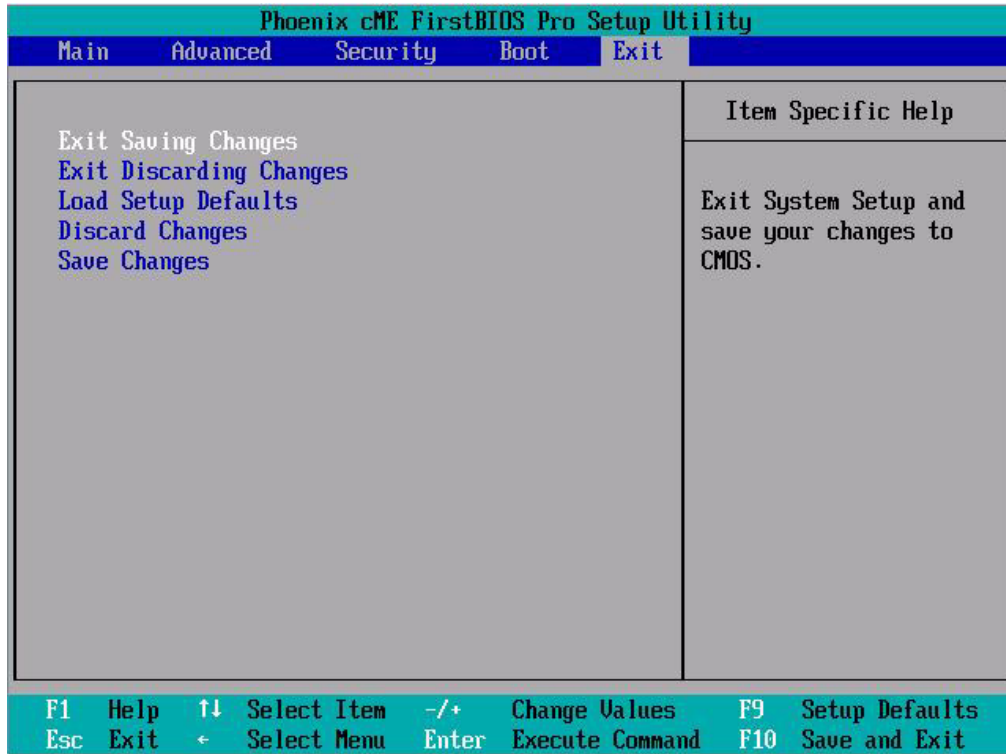 Phoenix cME FirstBIOS Pro Setup Utility
Main Advanced Security Boot Exit
Exit Saving Changes
Exit Discarding Changes
Load Setup Defaults
Discard Changes
Save Changes
Item Specific Help
Exit System Setup and
save your changes to
CMOS.
F1 Help ↑↓ Select Item -/+ Change Values F9 Setup Defaults
Esc Exit ← Select Menu Enter Execute Command F10 Save and Exit